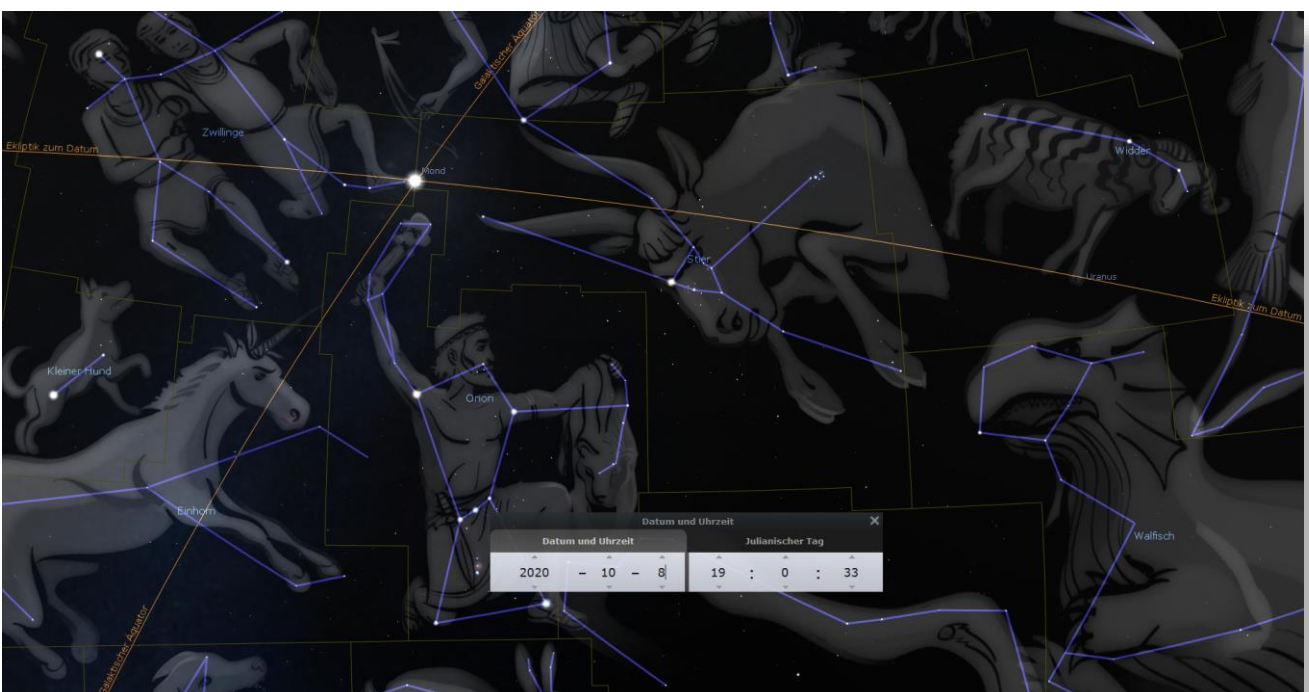 Galaktischer Äquator
Zwillinge
Widder
Ekliptik zum Datum
Mond
Stier
Uranus
Ekliptik zum Datum
Kleiner Hund
Orion
Einhorn
Walfisch
Datum und Uhrzeit ✕
Datum und Uhrzeit Julianischer Tag
2020 – 10 – 8 19 : 0 : 33
Galaktischer Äquator